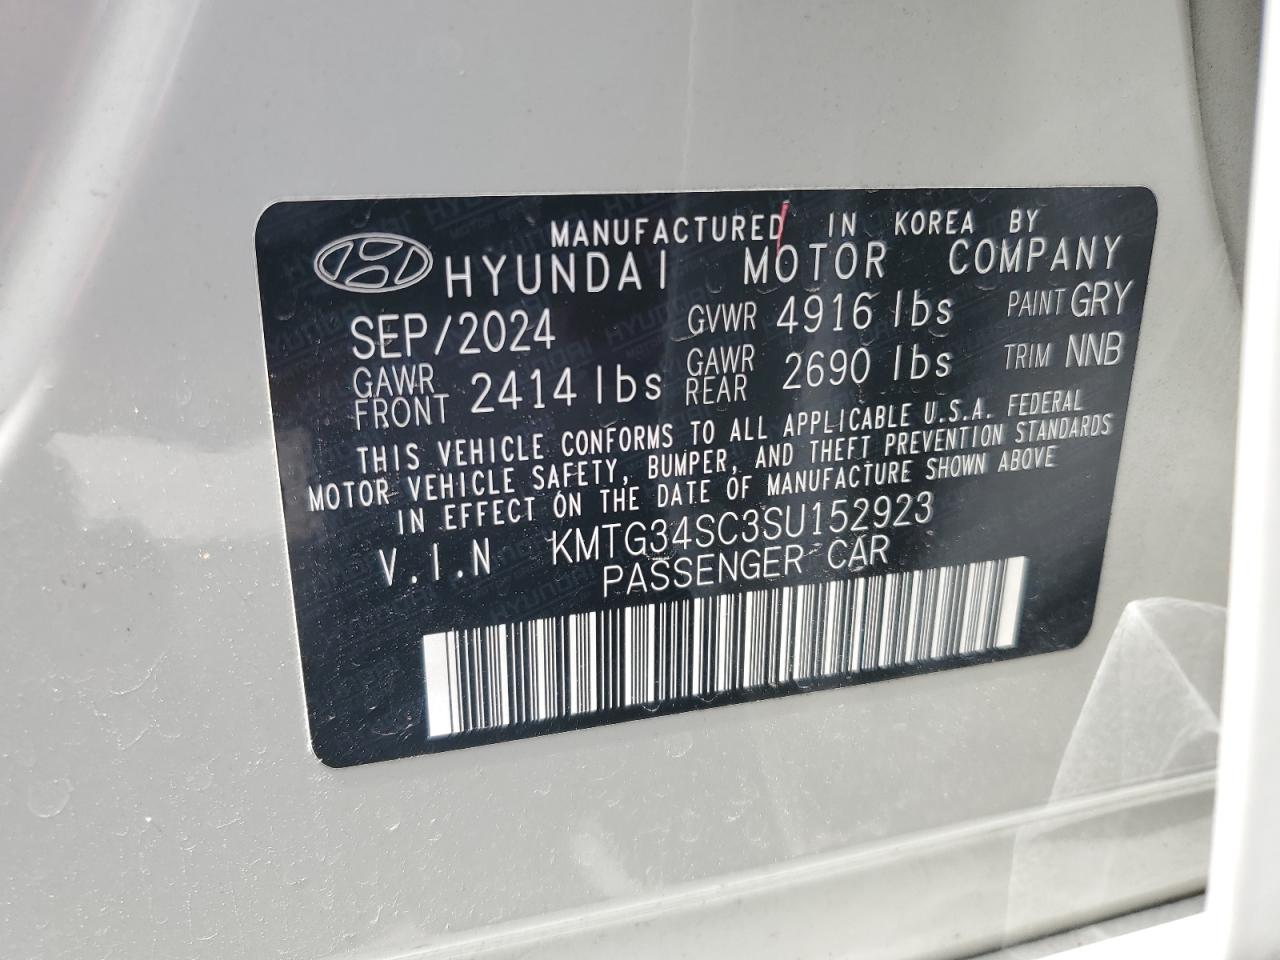 MANUFACTURED IN KOREA BY
HYUNDAI MOTOR COMPANY
SEP/2024 GVWR 4916 lbs PAINT GRY
GAWR FRONT 2414 lbs GAWR REAR 2690 lbs TRIM NNB
THIS VEHICLE CONFORMS TO ALL APPLICABLE U.S.A. FEDERAL
MOTOR VEHICLE SAFETY, BUMPER, AND THEFT PREVENTION STANDARDS
IN EFFECT ON THE DATE OF MANUFACTURE SHOWN ABOVE
V.I.N KMTG34SC3SU152923
PASSENGER CAR